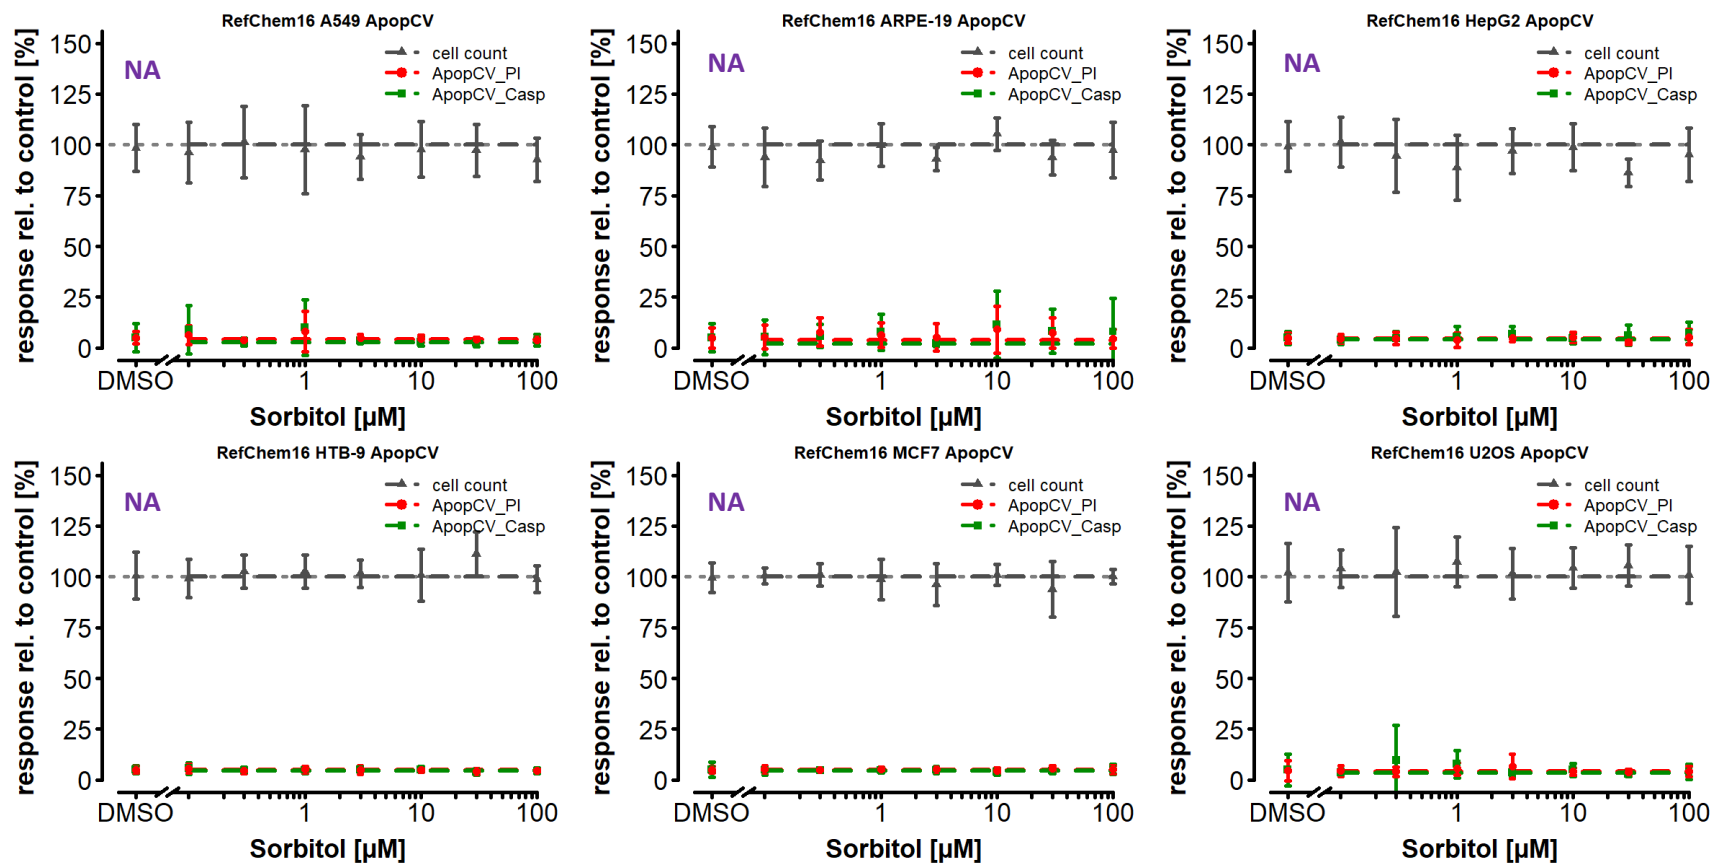 RefChem16 A549 ApopCV
response rel. to control [%]
150
125
100
75
50
25
0
NA
cell count
ApopCV_PI
ApopCV_Casp
DMSO 1 10 100
Sorbitol [µM]
RefChem16 ARPE-19 ApopCV
response rel. to control [%]
150
125
100
75
50
25
0
NA
cell count
ApopCV_PI
ApopCV_Casp
DMSO 1 10 100
Sorbitol [µM]
RefChem16 HepG2 ApopCV
response rel. to control [%]
150
125
100
75
50
25
0
NA
cell count
ApopCV_PI
ApopCV_Casp
DMSO 1 10 100
Sorbitol [µM]
RefChem16 HTB-9 ApopCV
response rel. to control [%]
150
125
100
75
50
25
0
NA
cell count
ApopCV_PI
ApopCV_Casp
DMSO 1 10 100
Sorbitol [µM]
RefChem16 MCF7 ApopCV
response rel. to control [%]
150
125
100
75
50
25
0
NA
cell count
ApopCV_PI
ApopCV_Casp
DMSO 1 10 100
Sorbitol [µM]
RefChem16 U2OS ApopCV
response rel. to control [%]
150
125
100
75
50
25
0
NA
cell count
ApopCV_PI
ApopCV_Casp
DMSO 1 10 100
Sorbitol [µM]